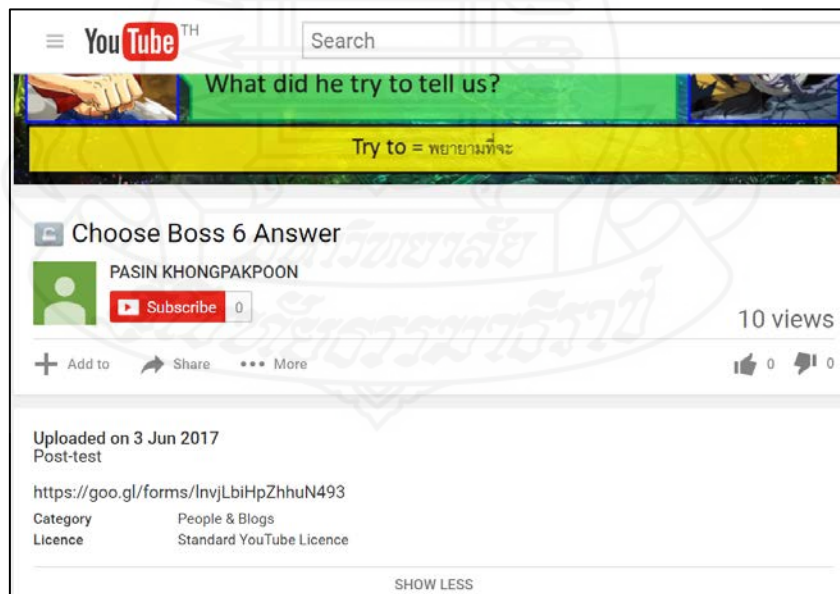 YouTube TH
Search
What did he try to tell us?
Try to = พยายามที่จะ
Choose Boss 6 Answer
PASIN KHONGPAKPOON
Subscribe 0
10 views
Add to Share More
0 0
Uploaded on 3 Jun 2017
Post-test
https://goo.gl/forms/lnvjLbiHpZhhuN493
Category People & Blogs
Licence Standard YouTube Licence
SHOW LESS